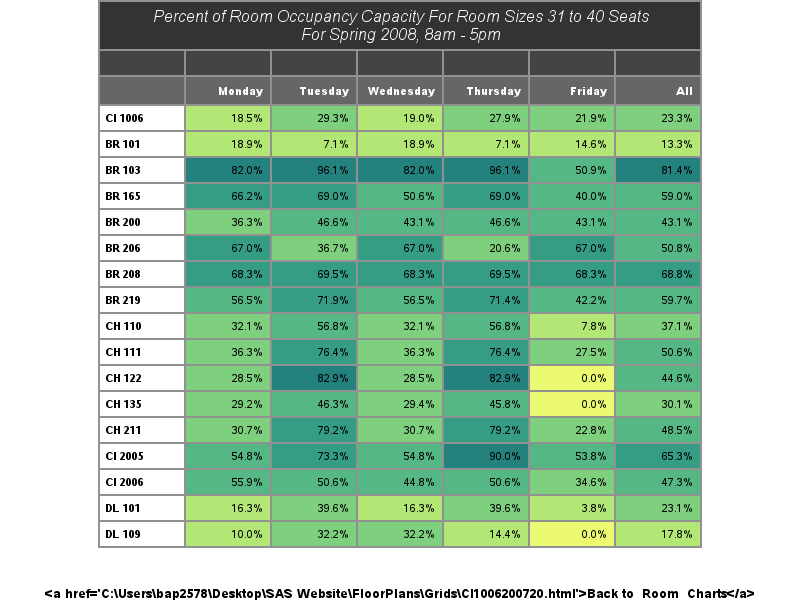 Percent of Room Occupancy Capacity For Room Sizes 31 to 40 Seats
For Spring 2008, 8am - 5pm
Monday Tuesday Wednesday Thursday Friday All
CI 1006 18.5% 29.3% 19.0% 27.9% 21.9% 23.3%
BR 101 18.9% 7.1% 18.9% 7.1% 14.6% 13.3%
BR 103 82.0% 96.1% 82.0% 96.1% 50.9% 81.4%
BR 165 66.2% 69.0% 50.6% 69.0% 40.0% 59.0%
BR 200 36.3% 46.6% 43.1% 46.6% 43.1% 43.1%
BR 206 67.0% 36.7% 67.0% 20.6% 67.0% 50.8%
BR 208 68.3% 69.5% 68.3% 69.5% 68.3% 68.8%
BR 219 56.5% 71.9% 56.5% 71.4% 42.2% 59.7%
CH 110 32.1% 56.8% 32.1% 56.8% 7.8% 37.1%
CH 111 36.3% 76.4% 36.3% 76.4% 27.5% 50.6%
CH 122 28.5% 82.9% 28.5% 82.9% 0.0% 44.6%
CH 135 29.2% 46.3% 29.4% 45.8% 0.0% 30.1%
CH 211 30.7% 79.2% 30.7% 79.2% 22.8% 48.5%
CI 2005 54.8% 73.3% 54.8% 90.0% 53.8% 65.3%
CI 2006 55.9% 50.6% 44.8% 50.6% 34.6% 47.3%
DL 101 16.3% 39.6% 16.3% 39.6% 3.8% 23.1%
DL 109 10.0% 32.2% 32.2% 14.4% 0.0% 17.8%
<a href='C:\Users\bap2578\Desktop\SAS Website\FloorPlans\Grids\CI1006200720.html'>Back to Room Charts</a>